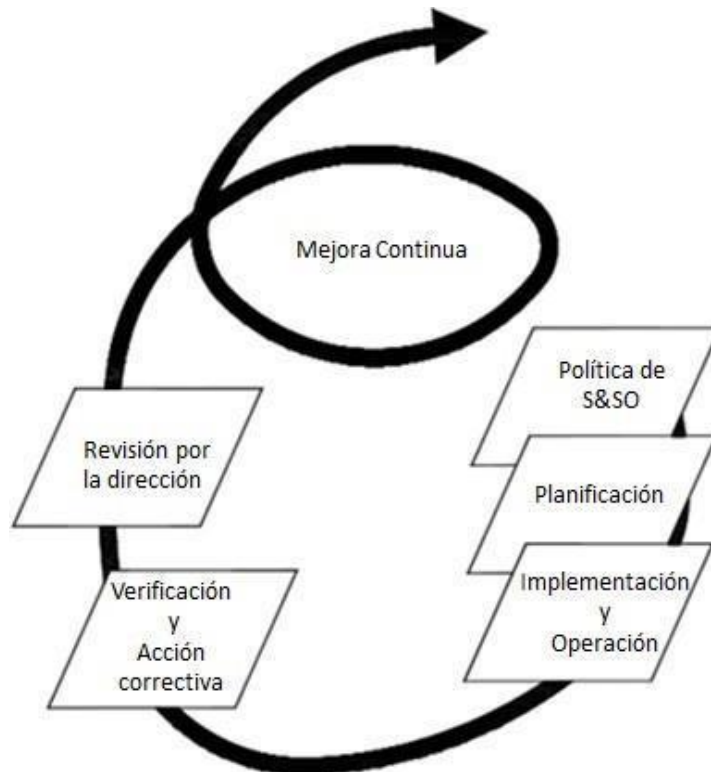 Mejora Continua
Política de
S&SO
Planificación
Implementación
y
Operación
Verificación
y
Acción
correctiva
Revisión por
la dirección